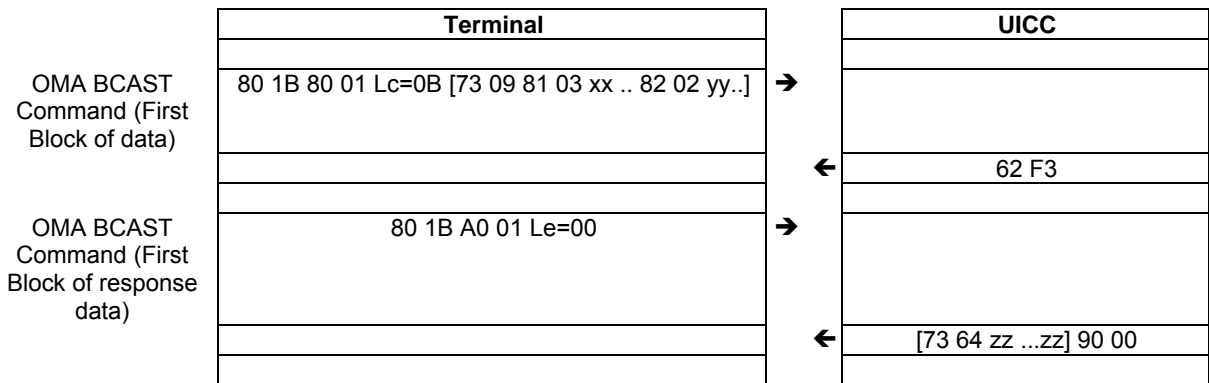 Terminal UICC
OMA BCAST
Command (First
Block of data)
80 1B 80 01 Lc=0B [73 09 81 03 xx .. 82 02 yy..] ➔
🡰 62 F3
OMA BCAST
Command (First
Block of response
data)
80 1B A0 01 Le=00 ➔
🡰 [73 64 zz ...zz] 90 00